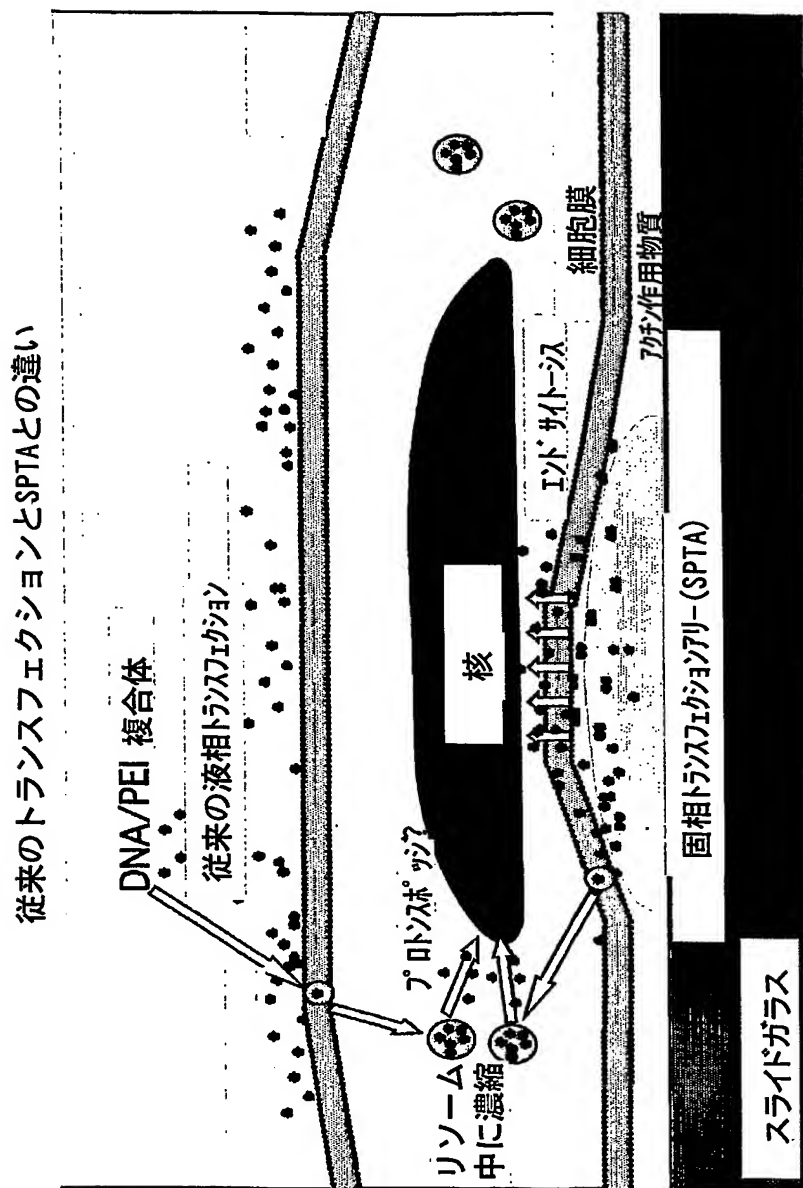 従来のトランスフェクションとSPTAとの違い
DNA/PEI 複合体
従来の液相トランスフェクション
プロトンスポッジ?
リソーム
中に濃縮
核
エンドサイトーシス
細胞膜
アクチン作用物質
固相トランスフェクションアリー(SPTA)
スライドガラス